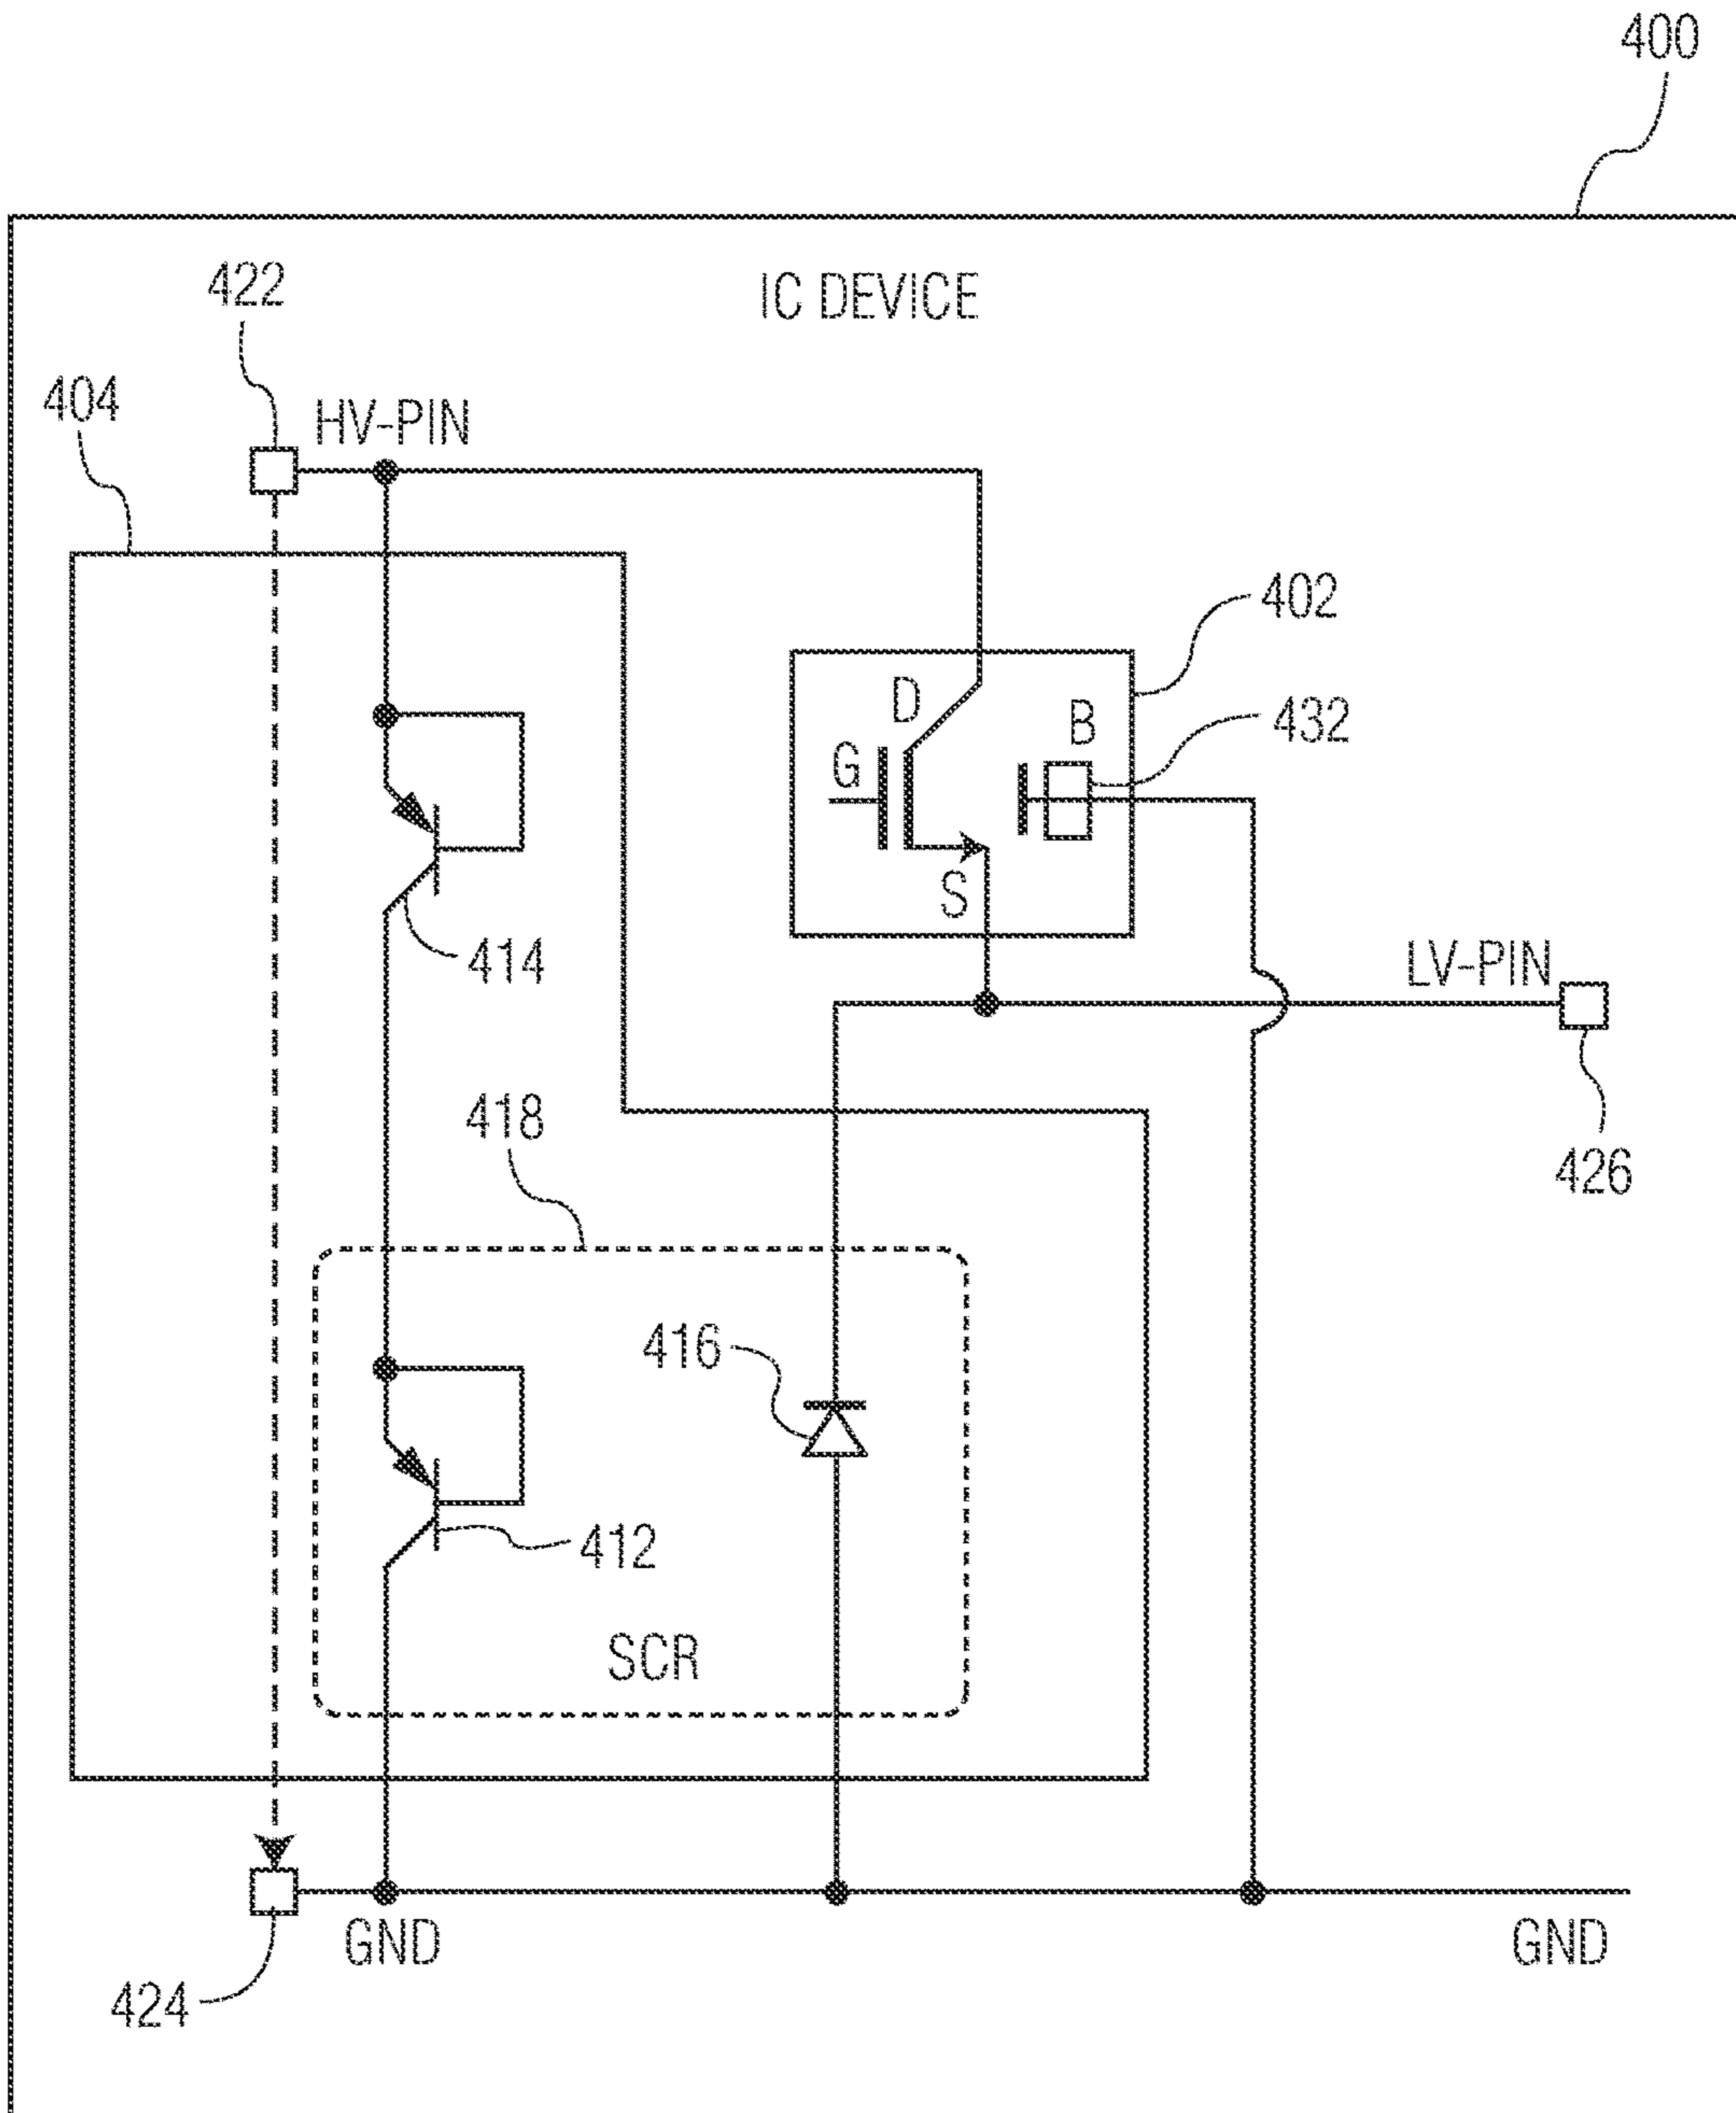 400
IC DEVICE
422
404
HV-PIN
402
D
B
432
G
S
414
LV-PIN
418
426
416
412
SCR
GND
GND
424